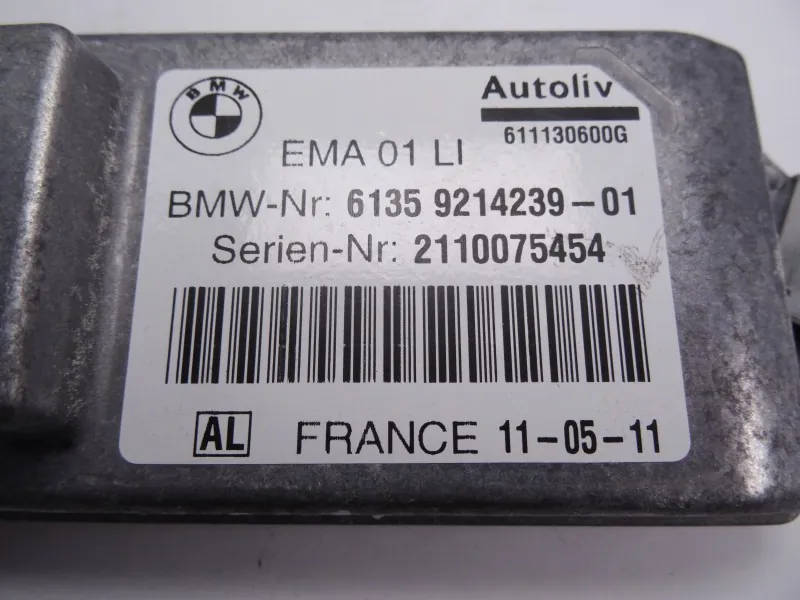 BMW
Autoliv
611130600G
EMA 01 LI
BMW-Nr: 6135 9214239-01
Serien-Nr: 2110075454
AL FRANCE 11-05-11